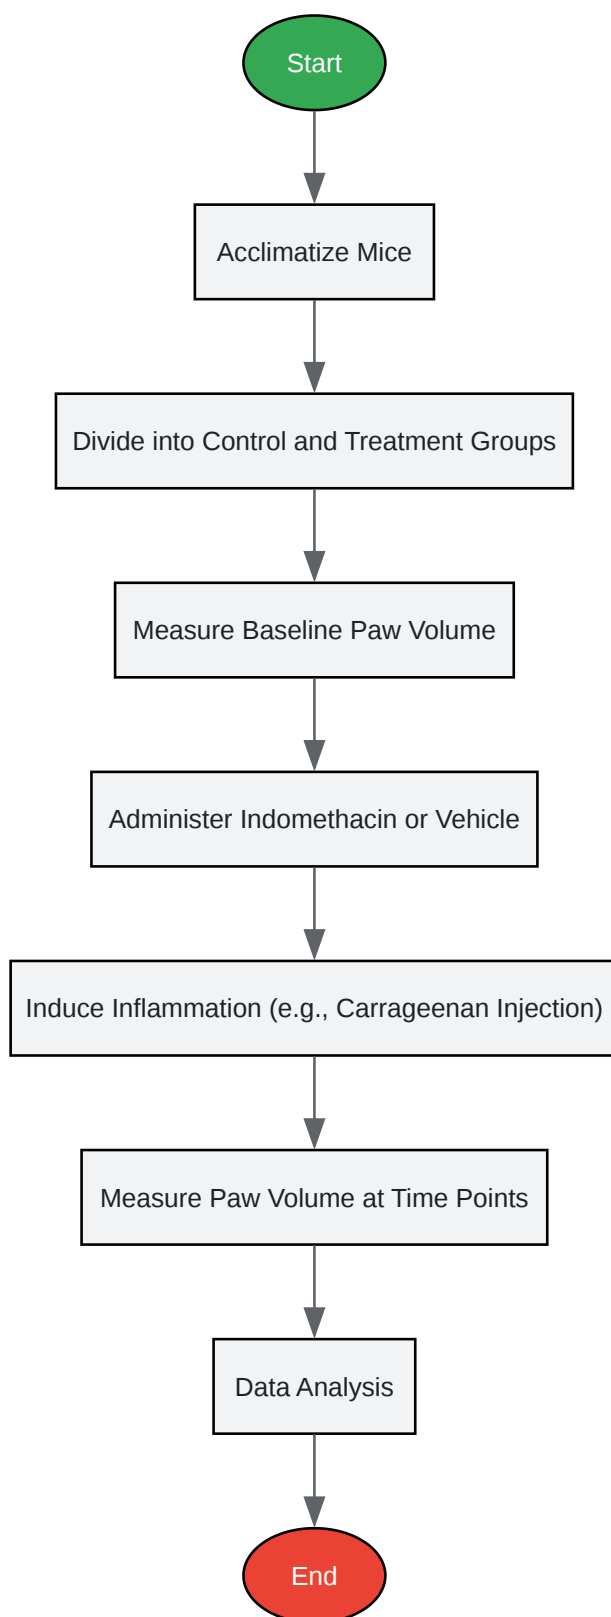 Start
Acclimatize Mice
Divide into Control and Treatment Groups
Measure Baseline Paw Volume
Administer Indomethacin or Vehicle
Induce Inflammation (e.g., Carrageenan Injection)
Measure Paw Volume at Time Points
Data Analysis
End